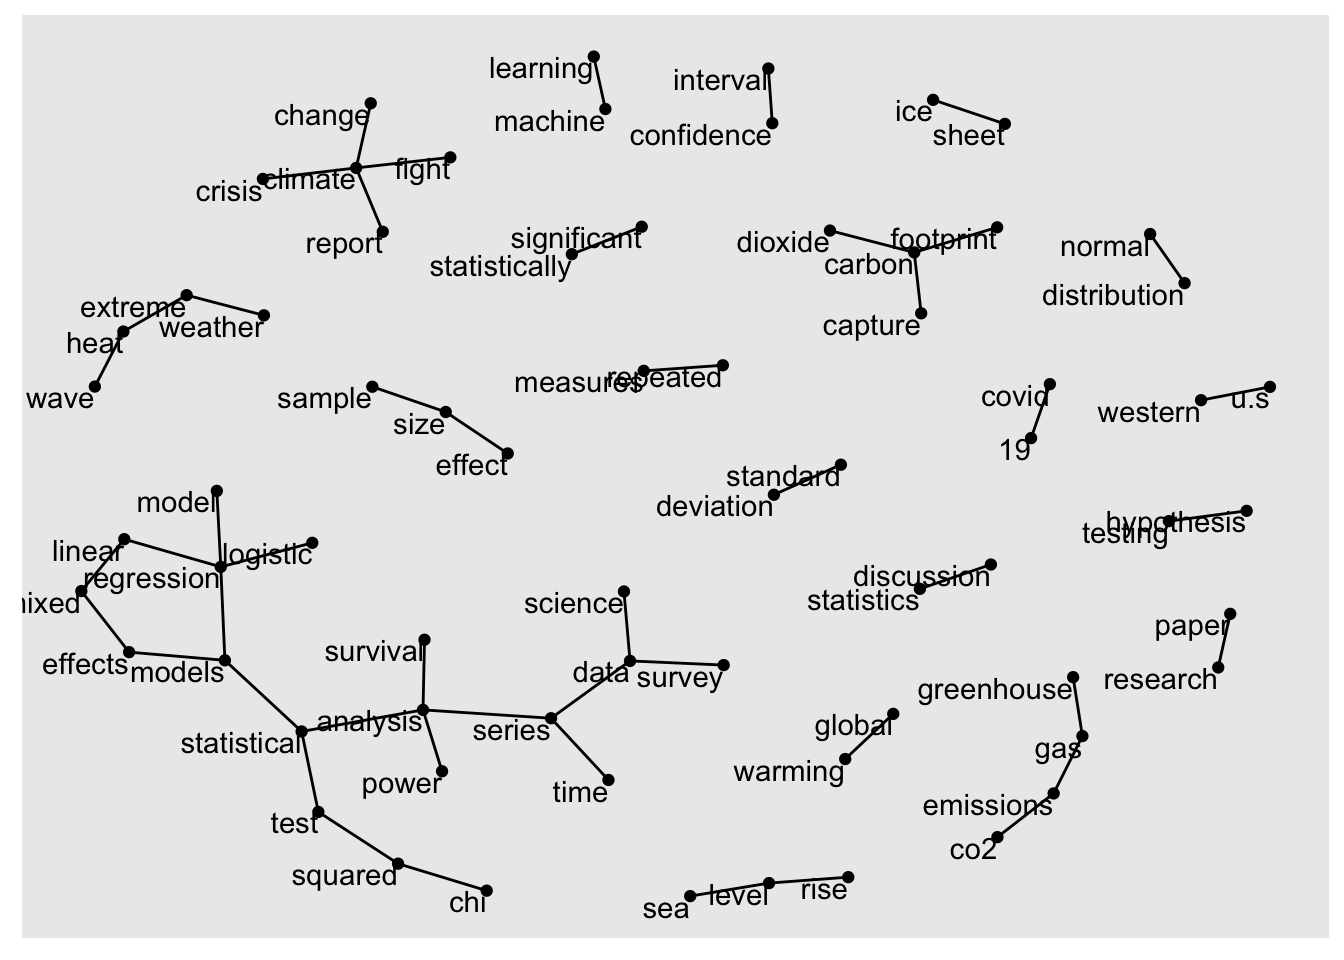 learning
interval
machine
confidence
ice
sheet
change
climate
fight
crisis
report
significant
statistically
dioxide
footprint
carbon
capture
normal
distribution
extreme
weather
heat
wave
sample
size
effect
measures
repeated
covid
19
western
u.s
standard
deviation
hypothesis
testing
model
linear
logistic
regression
effects
models
discussion
statistics
science
data
survey
survival
analysis
series
statistical
power
time
test
squared
chi
paper
research
greenhouse
gas
emissions
co2
global
warming
sea
level
rise